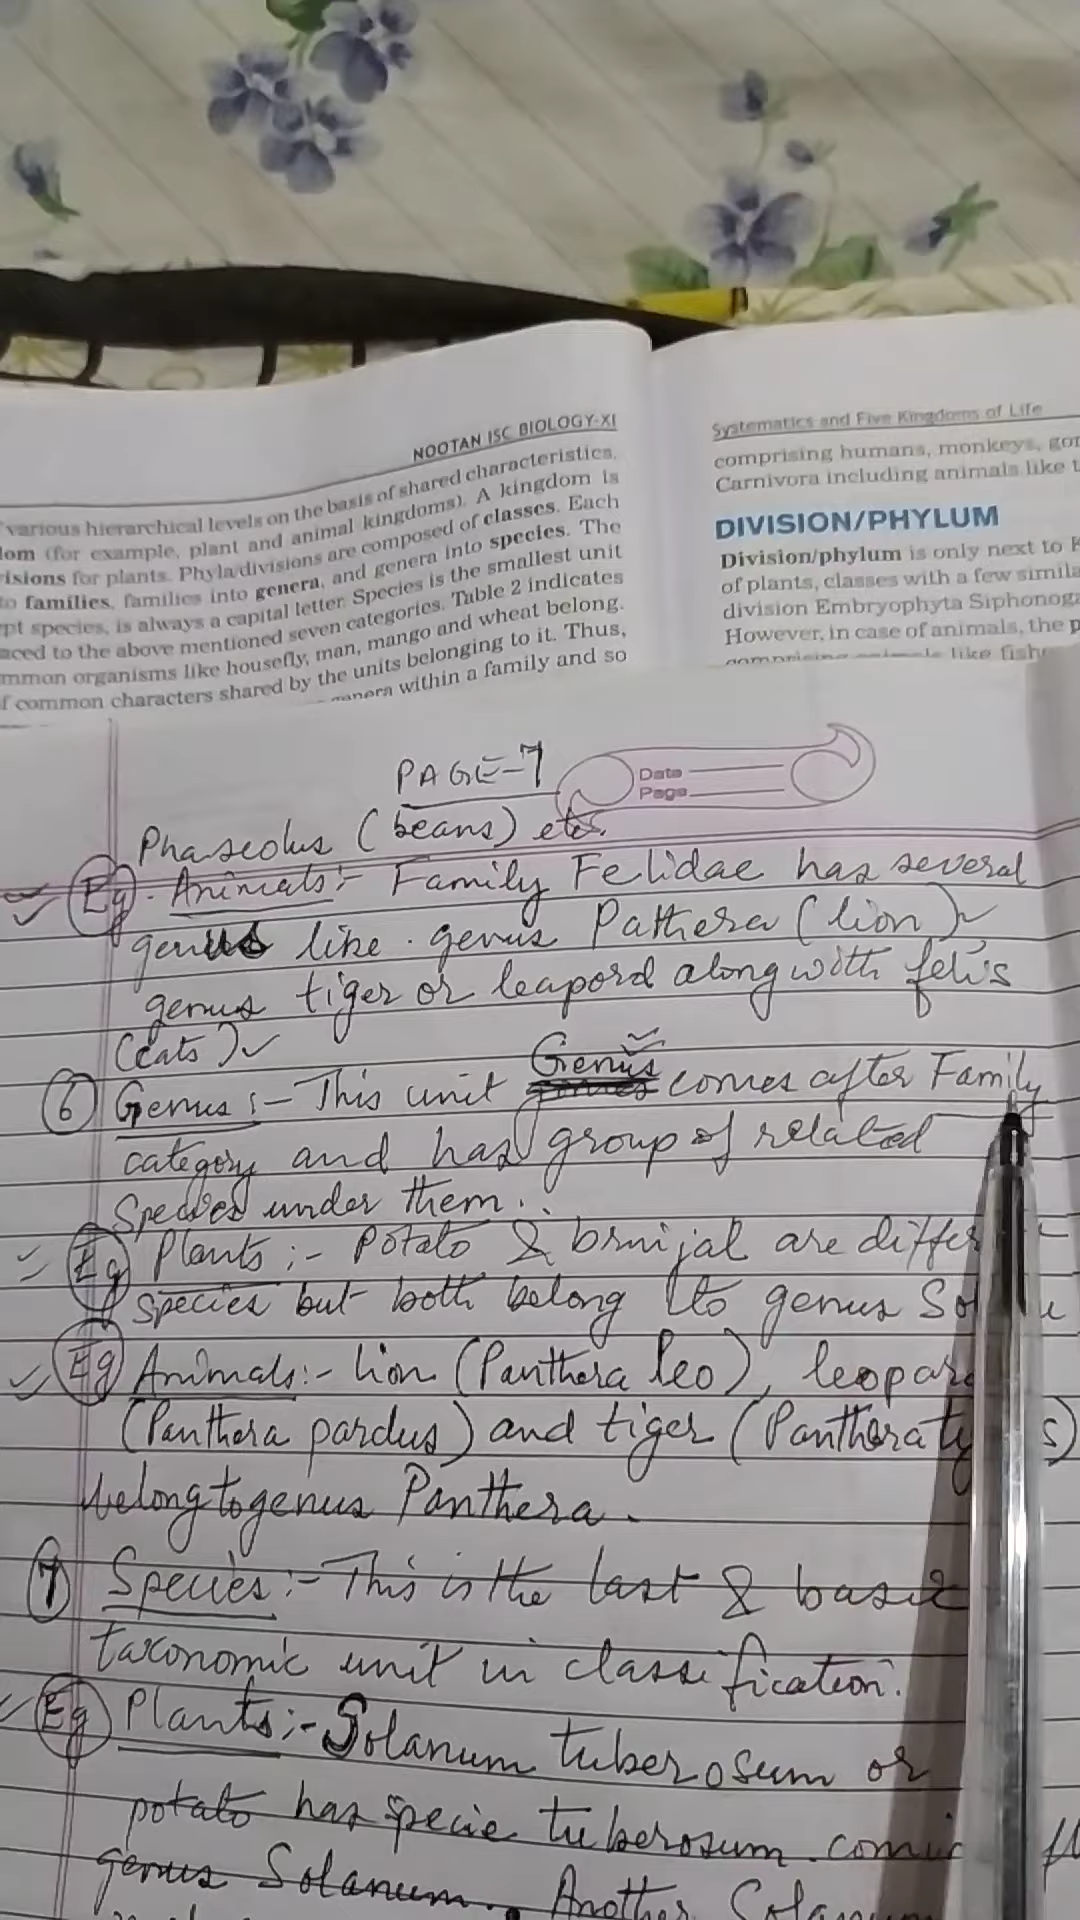 NOOTAN ISC BIOLOGY-XI
various hierarchical levels on the basis of shared characteristics.
(for example, plant and animal kingdoms). A kingdom is
for plants. Phyla/divisions are composed of classes. Each
families, families into genera, and genera into species. The
species, is always a capital letter. Species is the smallest unit
to the above mentioned seven categories. Table 2 indicates
organisms like housefly, man, mango and wheat belong.
common characters shared by the units belonging to it. Thus,
within a family and so
Systematics and Five Kingdoms of Life
comprising humans, monkeys,
Carnivora including animals like
DIVISION/PHYLUM
Division/phylum is only next to
of plants, classes with a few
division Embryophyta
However, in case of animals, the
like
PAGE-7
Date
Page
Phaseolus (beans) etc.
Eg. Animals:- Family Felidae has several
genus like . genus Pathera (lion)
genus tiger or leapord along with felis
(cats)
6 Genus :- This unit Genus comes after Family
category and has group of related
Species under them.
Eg Plants :- Potato & brnijal are
species but both belong to genus
Eg Animals:- lion (Panthera leo),
(Panthera pardus) and tiger (Panthera
belong to genus Panthera.
7 Species :- This is the last & basic
taxonomic unit in classification.
Eg Plants :- Solanum tuberosum or
potato has specie tuberosum
genus Solanum. Another